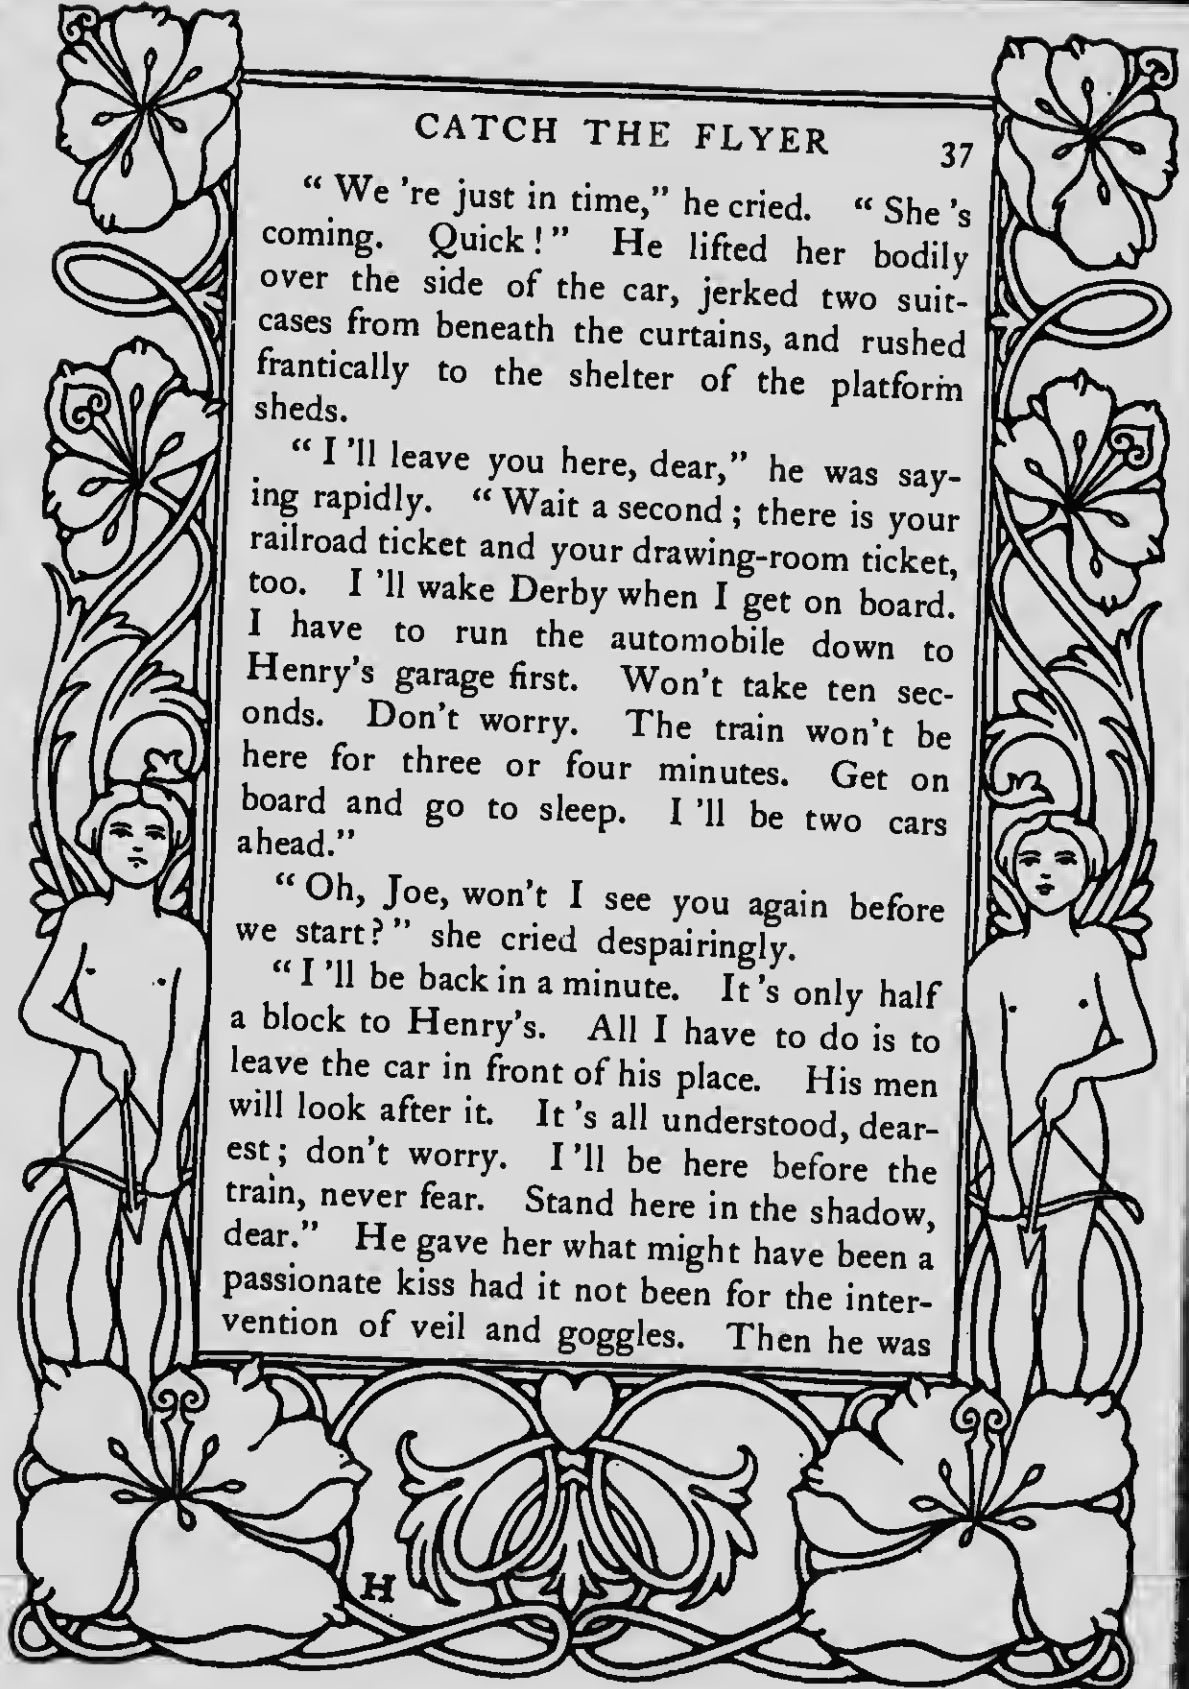 CATCH THE FLYER 37
“ We ’re just in time,” he cried. “ She ’s
coming. Quick ! ” He lifted her bodily
over the side of the car, jerked two suit-
cases from beneath the curtains, and rushed
frantically to the shelter of the platform
sheds.
“ I ’ll leave you here, dear,” he was say-
ing rapidly. “ Wait a second ; there is your
railroad ticket and your drawing-room ticket,
too. I ’ll wake Derby when I get on board.
I have to run the automobile down to
Henry’s garage first. Won’t take ten sec-
onds. Don’t worry. The train won’t be
here for three or four minutes. Get on
board and go to sleep. I ’ll be two cars
ahead.”
“ Oh, Joe, won’t I see you again before
we start? ” she cried despairingly.
“ I ’ll be back in a minute. It ’s only half
a block to Henry’s. All I have to do is to
leave the car in front of his place. His men
will look after it. It ’s all understood, dear-
est ; don’t worry. I ’ll be here before the
train, never fear. Stand here in the shadow,
dear.” He gave her what might have been a
passionate kiss had it not been for the inter-
vention of veil and goggles. Then he was
H